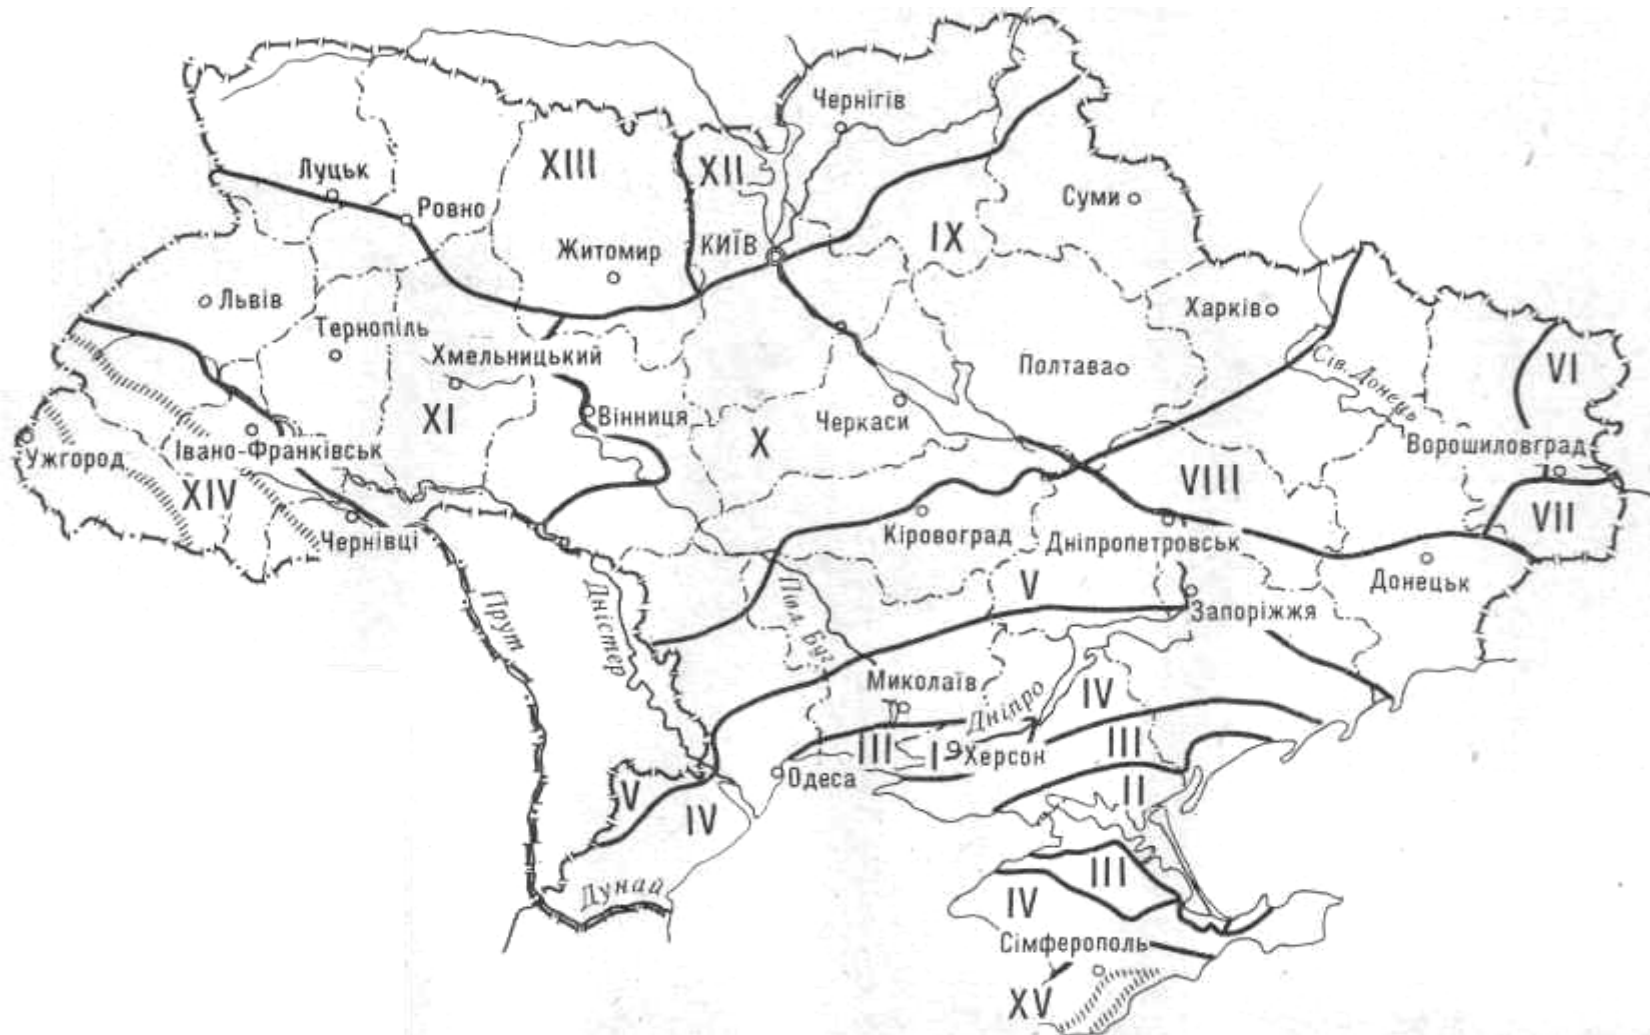 Чернігів
Луцьк
XIII
XII
Ровно
Суми
Житомир
КИЇВ
IX
Львів
Тернопіль
Харків
Хмельницький
Полтава
Сів. Донець
VI
Вінниця
Черкаси
XI
X
Ворошиловград
Ужгород
Івано-Франківськ
XIV
VIII
VII
Чернівці
Кіровоград
Дніпропетровськ
Донецьк
Прут
Дністер
Півд. Буг
V
Запоріжжя
Миколаїв
Дніпро
IV
III
I
Херсон
III
Одеса
V
IV
II
Дунай
III
IV
Сімферополь
XV